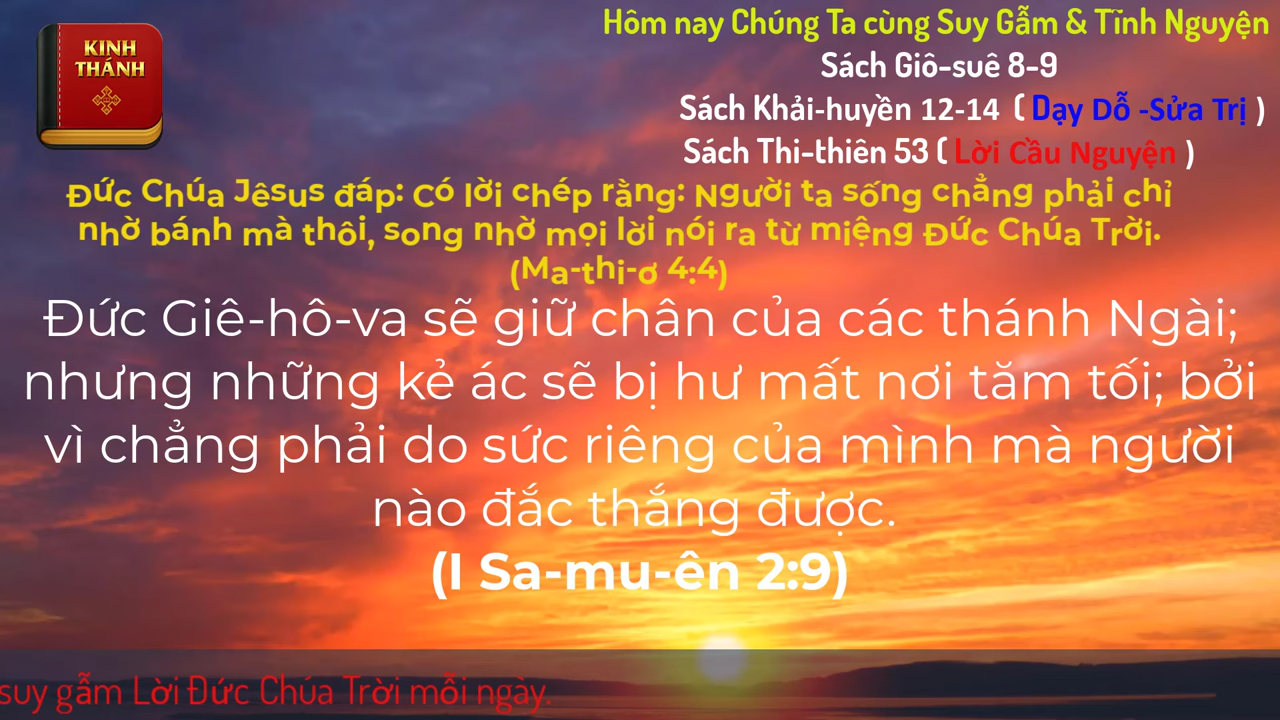 KINH
THÁNH
Hôm nay Chúng Ta cùng Suy Gẫm & Tĩnh Nguyện
Sách Giô-suê 8-9
Sách Khải-huyền 12-14 ( Dạy Dỗ -Sửa Trị )
Sách Thi-thiên 53 ( Lời Cầu Nguyện )
Đức Chúa Jêsus đáp: Có lời chép rằng: Người ta sống chẳng phải chỉ
nhờ bánh mà thôi, song nhờ mọi lời nói ra từ miệng Đức Chúa Trời.
(Ma-thi-ơ 4:4)
Đức Giê-hô-va sẽ giữ chân của các thánh Ngài;
nhưng những kẻ ác sẽ bị hư mất nơi tăm tối; bởi
vì chẳng phải do sức riêng của mình mà người
nào đắc thắng được.
(I Sa-mu-ên 2:9)
suy gẫm Lời Đức Chúa Trời mỗi ngày.